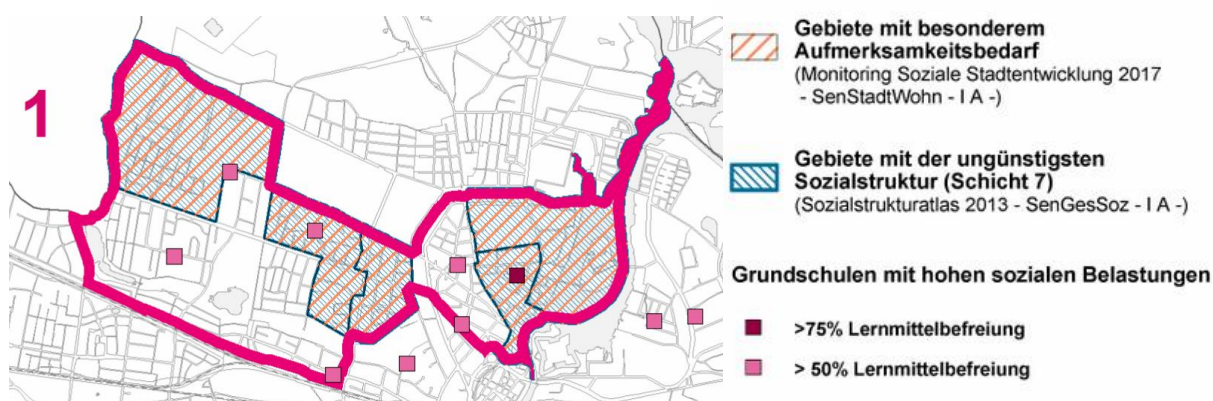 1
Gebiete mit besonderem
Aufmerksamkeitsbedarf
(Monitoring Soziale Stadtentwicklung 2017
- SenStadtWohn - I A -)
Gebiete mit der ungünstigsten
Sozialstruktur (Schicht 7)
(Sozialstrukturatlas 2013 - SenGesSoz - I A -)
Grundschulen mit hohen sozialen Belastungen
>75% Lernmittelbefreiung
> 50% Lernmittelbefreiung